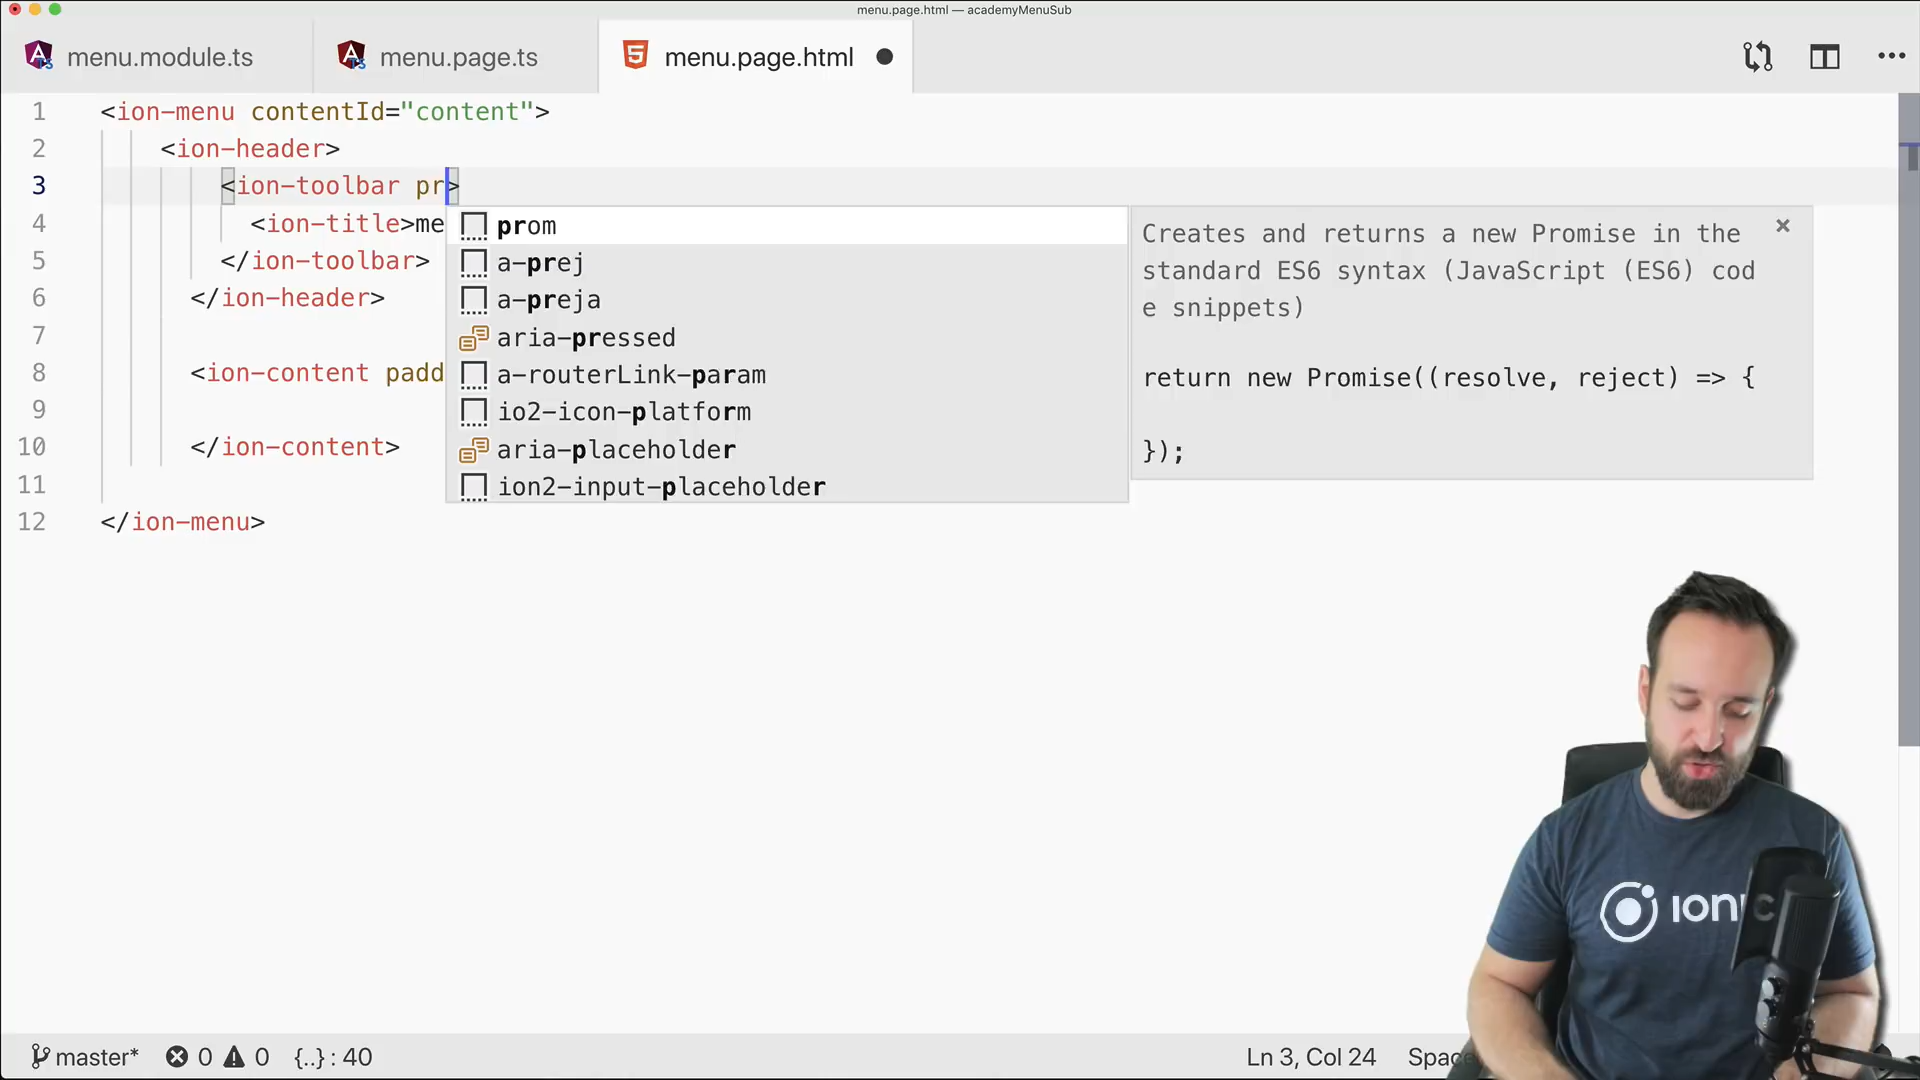 menu.page.html — academyMenuSub
menu.module.ts
menu.page.ts
menu.page.html
1 <ion-menu contentId="content">
2 <ion-header>
3 <ion-toolbar pr>
4 <ion-title>me
5 </ion-toolbar>
6 </ion-header>
7
8 <ion-content padd
9
10 </ion-content>
11
12 </ion-menu>
prom
a-prej
a-preja
aria-pressed
a-routerLink-param
io2-icon-platform
aria-placeholder
ion2-input-placeholder
Creates and returns a new Promise in the
standard ES6 syntax (JavaScript (ES6) cod
e snippets)
return new Promise((resolve, reject) => {
});
ionic
master* 0 0 {..} : 40
Ln 3, Col 24 Spac